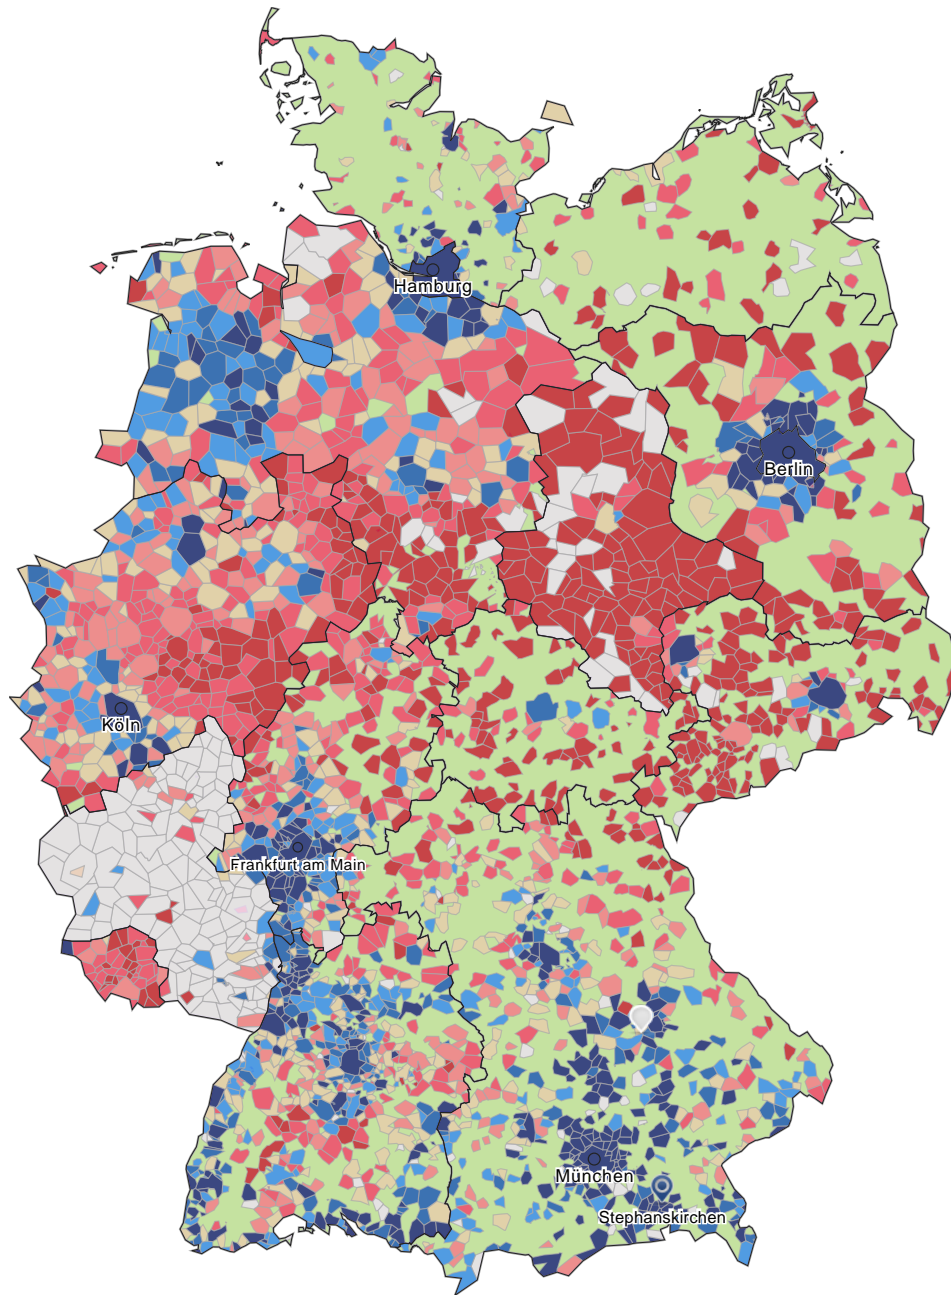 Hamburg
Berlin
Köln
Frankfurt am Main
München
Stephanskirchen